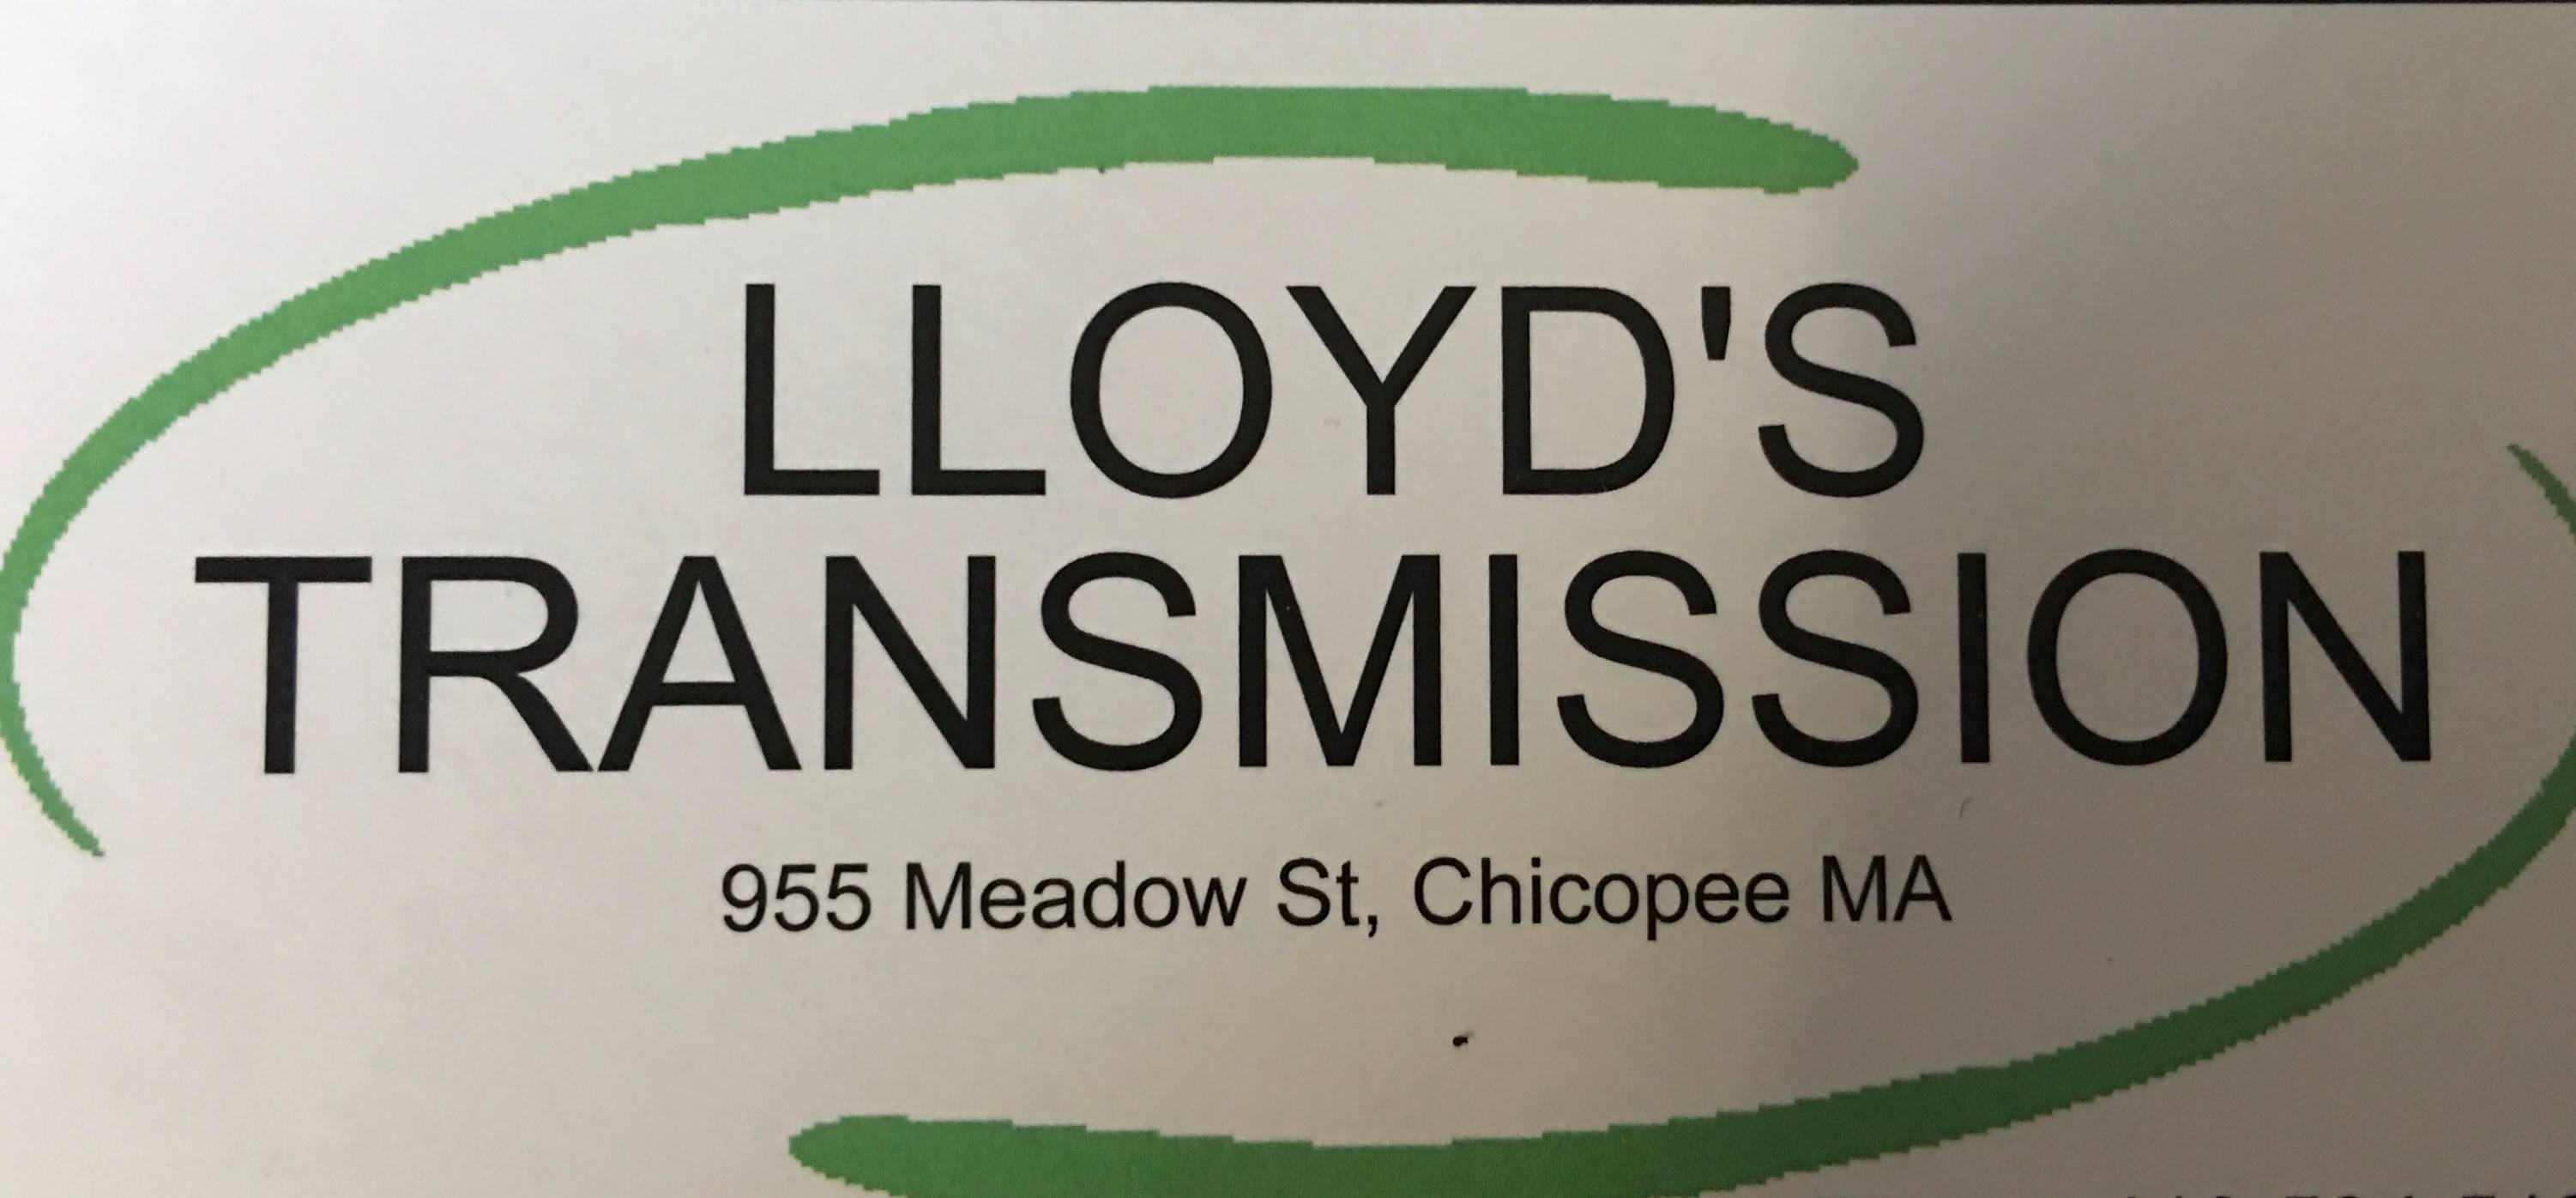 LLOYD'S
TRANSMISSION
955 Meadow St, Chicopee MA